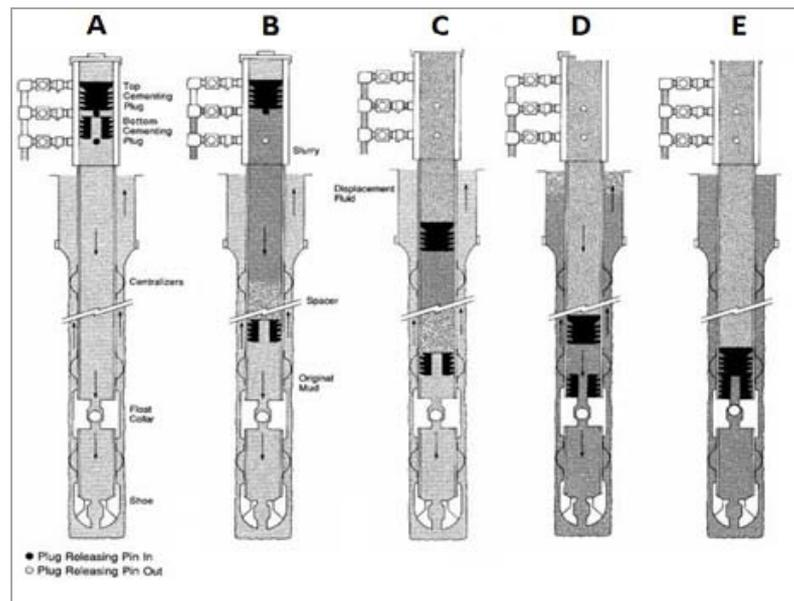 A
B
C
D
E
Top
Cementing
Plug
Bottom
Cementing
Plug
Slurry
Displacement
Fluid
Centralizers
Spacer
Original
Mud
Float
Collar
Shoe
Plug Releasing Pin In
Plug Releasing Pin Out